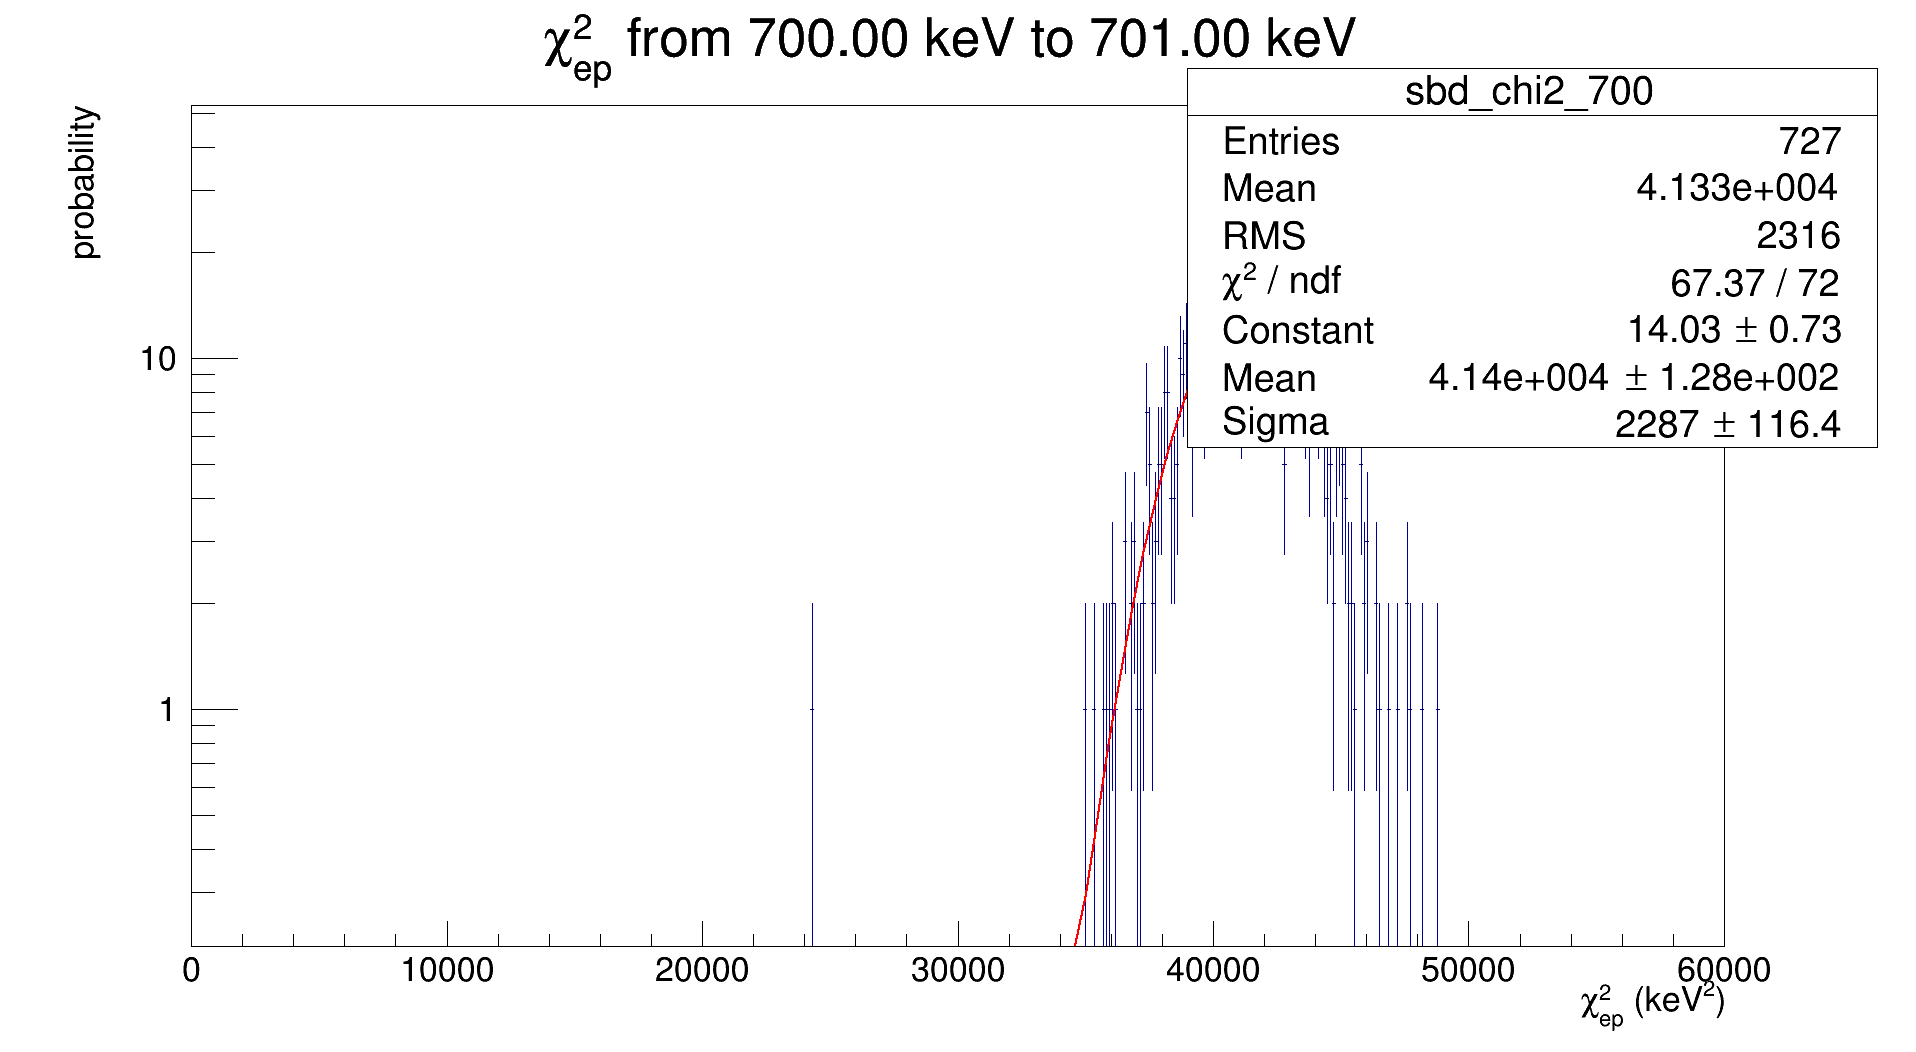 χ²ep from 700.00 keV to 701.00 keV
probability
sbd_chi2_700
Entries 727
Mean 4.133e+004
RMS 2316
χ² / ndf 67.37 / 72
Constant 14.03 ± 0.73
Mean 4.14e+004 ± 1.28e+002
Sigma 2287 ± 116.4
10
1
0 10000 20000 30000 40000 50000 60000
χ²ep (keV²)